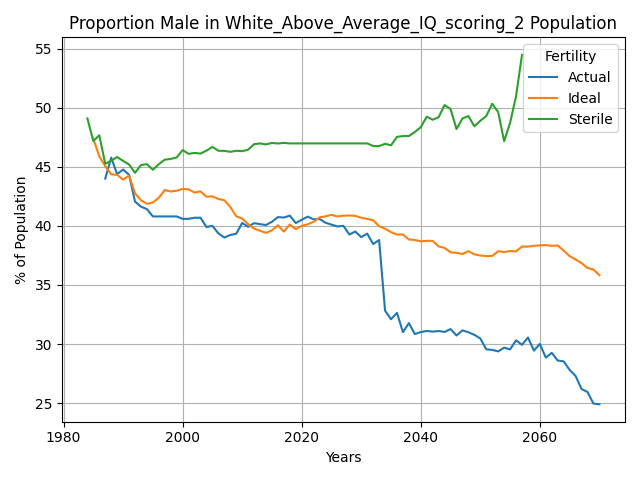 Proportion Male in White_Above_Average_IQ_scoring_2 Population
55
50
45
40
35
30
25
% of Population
Fertility
Actual
Ideal
Sterile
1980
2000
2020
2040
2060
Years